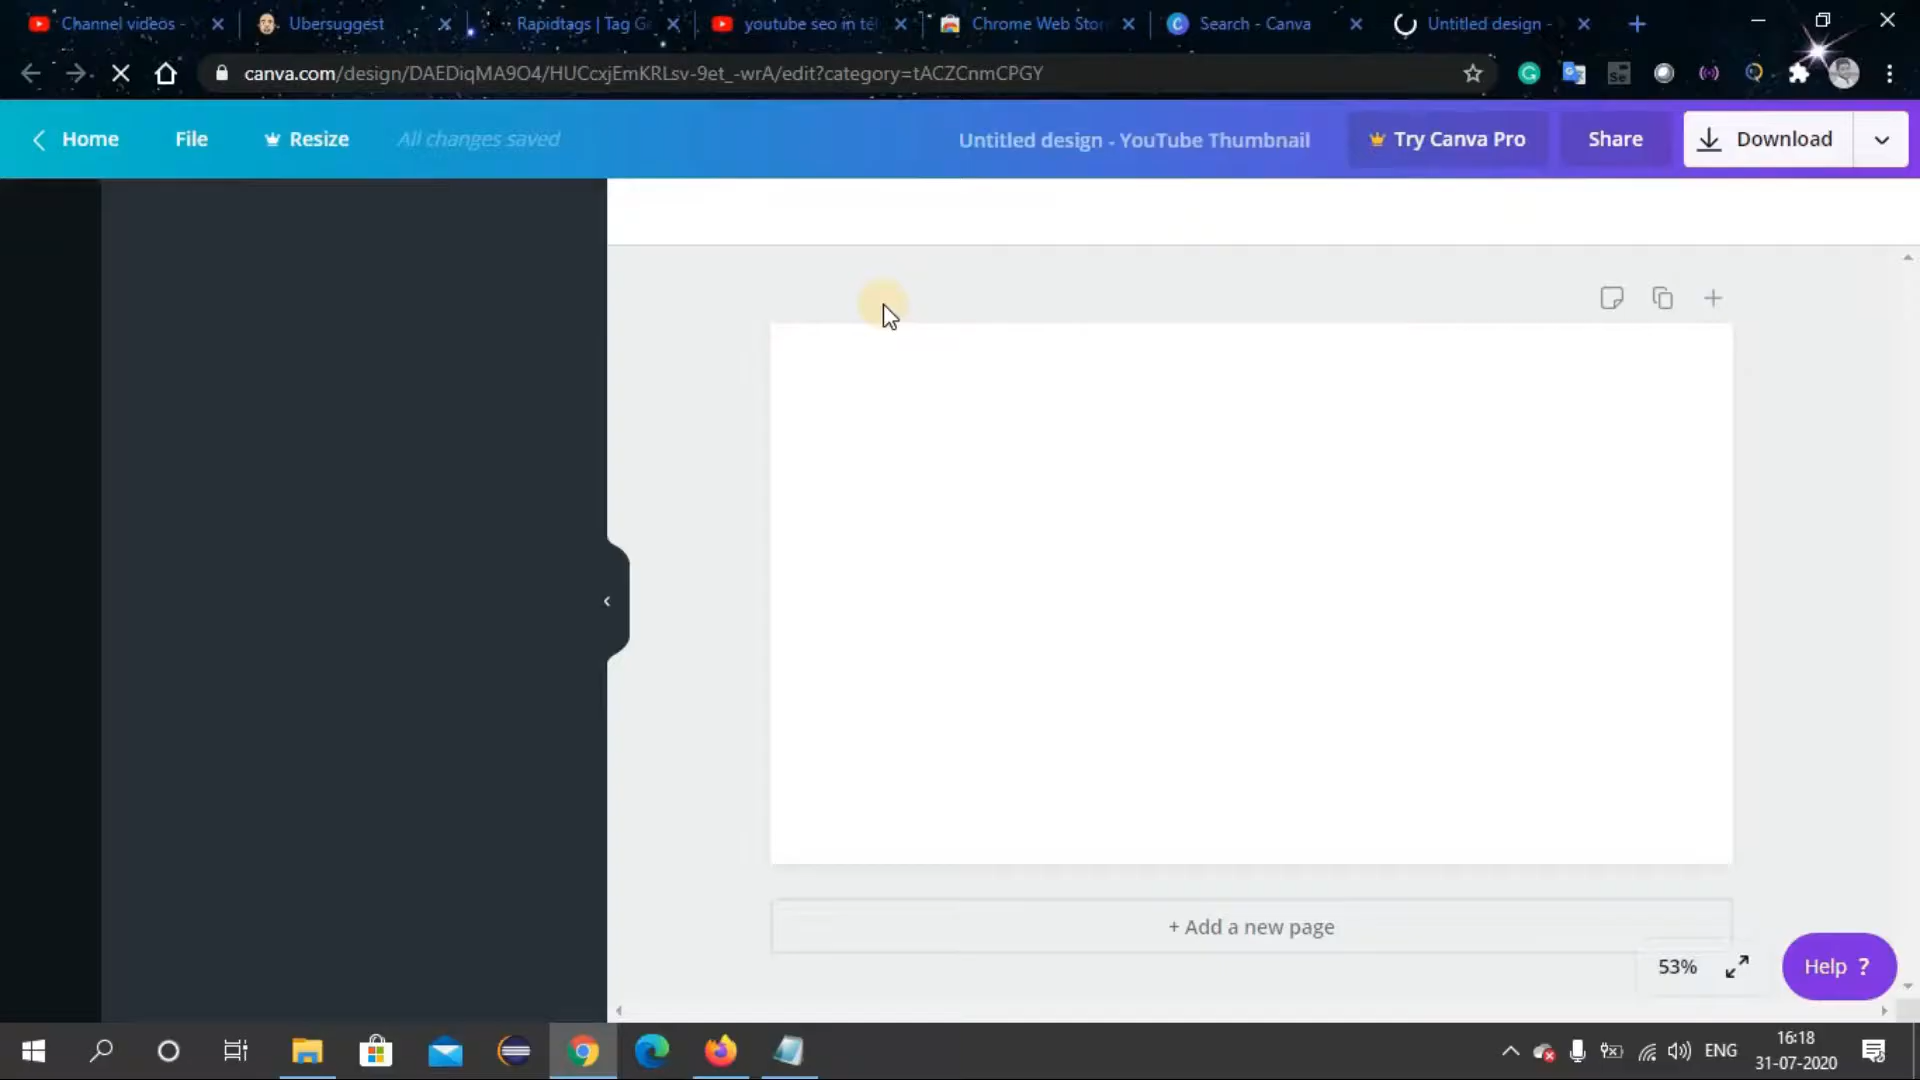 Channel videos -
Ubersuggest
Rapidtags | Tag G
youtube seo in tel
Chrome Web Stor
Search - Canva
Untitled design -
canva.com/design/DAEDiqMA9O4/HUCcxjEmKRLsv-9et_-wrA/edit?category=tACZCnmCPGY
Home
File
Resize
All changes saved
Untitled design - YouTube Thumbnail
Try Canva Pro
Share
Download
+ Add a new page
53%
Help ?
ENG
16:18
31-07-2020